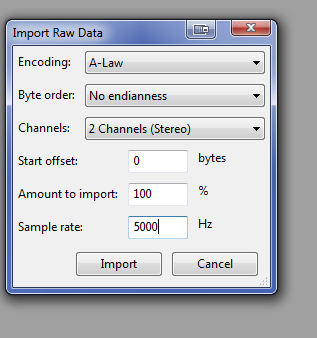 Import Raw Data
Encoding: A-Law
Byte order: No endianness
Channels: 2 Channels (Stereo)
Start offset: 0 bytes
Amount to import: 100 %
Sample rate: 5000 Hz
Import Cancel